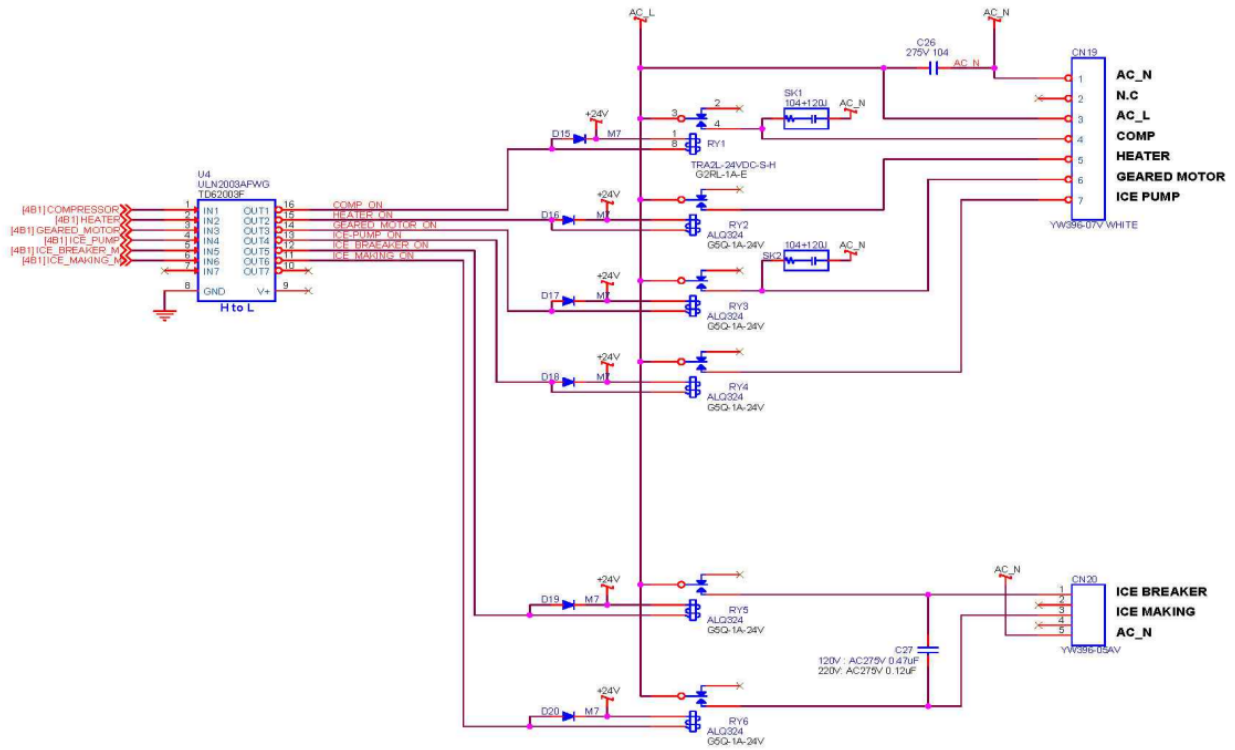 AC_L
AC_N
C26
275V 104
AC_N
CN19
1
AC_N
2
N.C
3
AC_L
4
COMP
5
HEATER
6
GEARED MOTOR
7
ICE PUMP
YW396-07V WHITE
SK1
104+120J
AC_N
3
2
4
+24V
D15
M7
1
8
RY1
TRA2L-24VDC-S-H
G2RL-1A-E
U4
ULN2003AFWG
TD62003F
[4B1] COMPRESSOR
1
IN1
OUT1
16
COMP_ON
[4B1] HEATER
2
IN2
OUT2
15
HEATER_ON
[4B1] GEARED_MOTOR
3
IN3
OUT3
14
GEARED_MOTOR_ON
[4B1] ICE_PUMP
4
IN4
OUT4
13
ICE-PUMP_ON
[4B1] ICE_BREAKER_M
5
IN5
OUT5
12
ICE BRAEAKER_ON
[4B1] ICE_MAKING_M
6
IN6
OUT6
11
ICE MAKING_ON
7
IN7
OUT7
10
8
GND
V+
9
H to L
+24V
D16
M7
RY2
ALQ324
G5Q-1A-24V
104+120J
AC_N
SK2
+24V
D17
M7
RY3
ALQ324
G5Q-1A-24V
+24V
D18
M7
RY4
ALQ324
G5Q-1A-24V
+24V
D19
M7
RY5
ALQ324
G5Q-1A-24V
AC_N
CN20
1
ICE BREAKER
2
3
ICE MAKING
4
5
AC_N
YW396-05AV
C27
120V : AC275V 0.47uF
220V: AC275V 0.12uF
+24V
D20
M7
RY6
ALQ324
G5Q-1A-24V